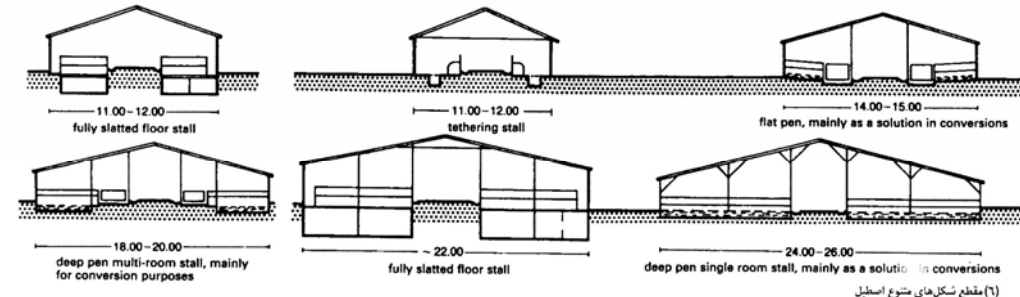 11.00–12.00
fully slatted floor stall
11.00–12.00
tethering stall
14.00–15.00
flat pen, mainly as a solution in conversions
18.00–20.00
deep pen multi-room stall, mainly
for conversion purposes
~22.00
fully slatted floor stall
24.00–26.00
deep pen single room stall, mainly as a solutio in conversions
(٦) مقطع شکل‌های متنوع اصطبل